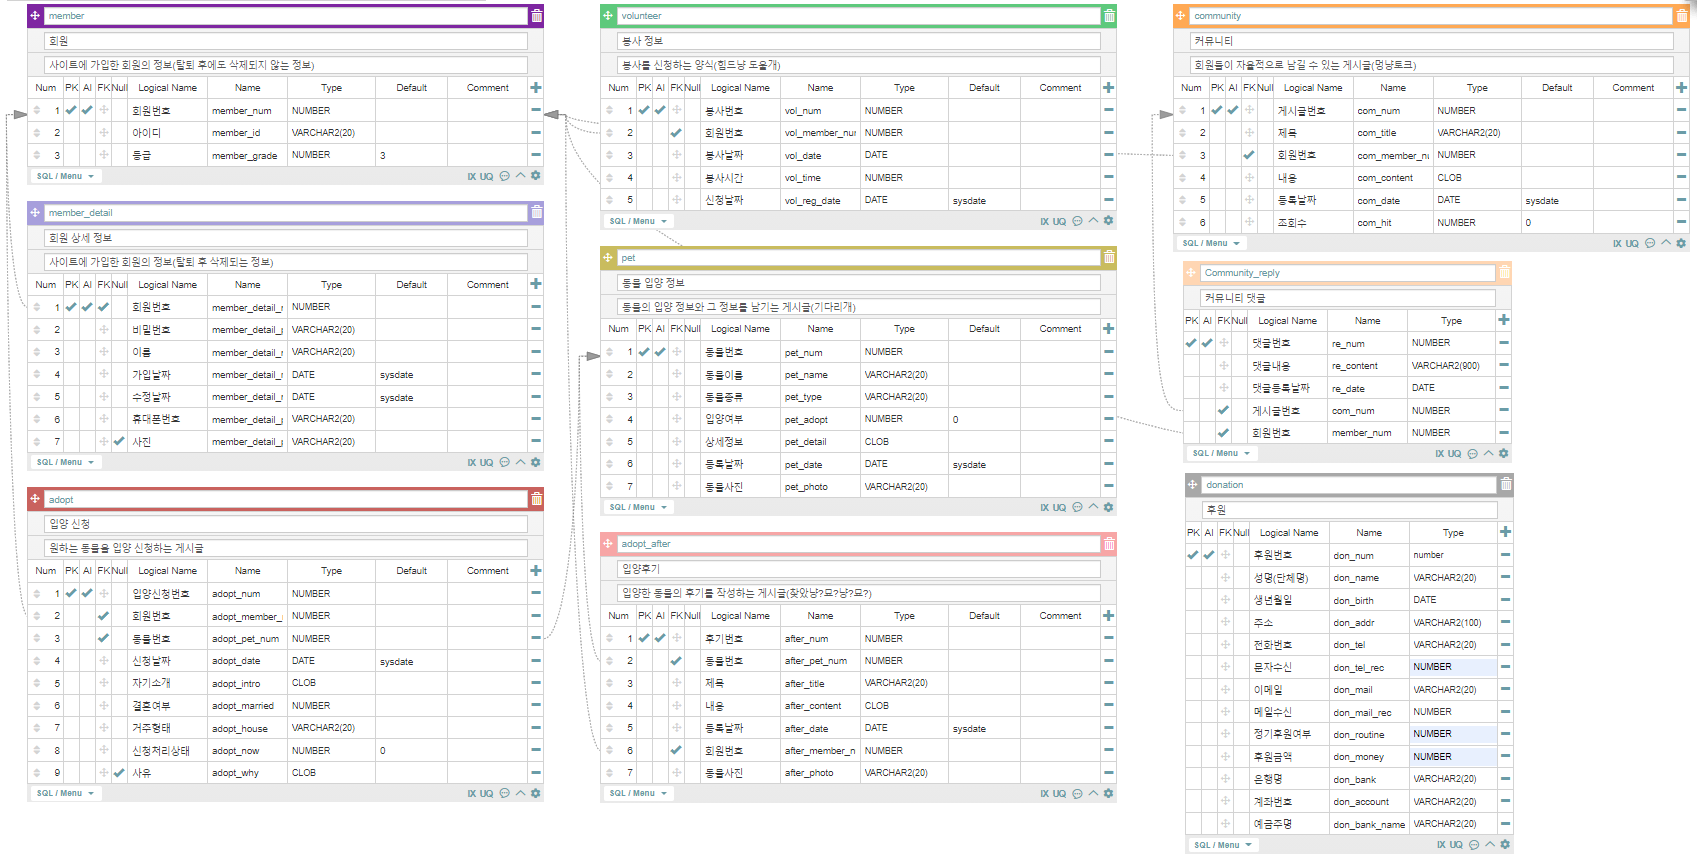 member
회원
사이트에 가입한 회원의 정보(탈퇴 후에도 삭제되지 않는 정보)
Num PK AI FK Null Logical Name Name Type Default Comment
1 회원번호 member_num NUMBER
2 아이디 member_id VARCHAR2(20)
3 등급 member_grade NUMBER 3
SQL / Menu IX UQ
member_detail
회원 상세 정보
사이트에 가입한 회원의 정보(탈퇴 후 삭제되는 정보)
Num PK AI FK Null Logical Name Name Type Default Comment
1 회원번호 member_detail_r NUMBER
2 비밀번호 member_detail_ VARCHAR2(20)
3 이름 member_detail_r VARCHAR2(20)
4 가입날짜 member_detail_ DATE sysdate
5 수정날짜 member_detail_ DATE sysdate
6 휴대폰번호 member_detail_ VARCHAR2(20)
7 사진 member_detail_ VARCHAR2(20)
SQL / Menu IX UQ
adopt
입양 신청
원하는 동물을 입양 신청하는 게시글
Num PK AI FK Null Logical Name Name Type Default Comment
1 입양신청번호 adopt_num NUMBER
2 회원번호 adopt_member_ NUMBER
3 동물번호 adopt_pet_num NUMBER
4 신청날짜 adopt_date DATE sysdate
5 자기소개 adopt_intro CLOB
6 결혼여부 adopt_married NUMBER
7 거주형태 adopt_house VARCHAR2(20)
8 신청처리상태 adopt_now NUMBER 0
9 사유 adopt_why CLOB
SQL / Menu IX UQ
volunteer
봉사 정보
봉사를 신청하는 양식(힘드냥 도울개)
Num PK AI FK Null Logical Name Name Type Default Comment
1 봉사번호 vol_num NUMBER
2 회원번호 vol_member_num NUMBER
3 봉사날짜 vol_date DATE
4 봉사시간 vol_time NUMBER
5 신청날짜 vol_reg_date DATE sysdate
SQL / Menu IX UQ
pet
동물 입양 정보
동물의 입양 정보와 그 정보를 남기는 게시글(기다리개)
Num PK AI FK Null Logical Name Name Type Default Comment
1 동물번호 pet_num NUMBER
2 동물이름 pet_name VARCHAR2(20)
3 동물종류 pet_type VARCHAR2(20)
4 입양여부 pet_adopt NUMBER 0
5 상세정보 pet_detail CLOB
6 등록날짜 pet_date DATE sysdate
7 동물사진 pet_photo VARCHAR2(20)
SQL / Menu IX UQ
adopt_after
입양후기
입양한 동물의 후기를 작성하는 게시글(찾았냥?묘?냥?묘?)
Num PK AI FK Null Logical Name Name Type Default Comment
1 후기번호 after_num NUMBER
2 동물번호 after_pet_num NUMBER
3 제목 after_title VARCHAR2(20)
4 내용 after_content CLOB
5 등록날짜 after_date DATE sysdate
6 회원번호 after_member_n NUMBER
7 동물사진 after_photo VARCHAR2(20)
SQL / Menu IX UQ
community
커뮤니티
회원들이 자율적으로 남길 수 있는 게시글(멍냥토크)
Num PK AI FK Null Logical Name Name Type Default Comment
1 게시글번호 com_num NUMBER
2 제목 com_title VARCHAR2(20)
3 회원번호 com_member_n NUMBER
4 내용 com_content CLOB
5 등록날짜 com_date DATE sysdate
6 조회수 com_hit NUMBER 0
SQL / Menu IX UQ
Community_reply
커뮤니티 댓글
PK AI FK Null Logical Name Name Type
댓글번호 re_num NUMBER
댓글내용 re_content VARCHAR2(900)
댓글등록날짜 re_date DATE
게시글번호 com_num NUMBER
회원번호 member_num NUMBER
SQL / Menu IX UQ
donation
후원
PK AI FK Null Logical Name Name Type
후원번호 don_num number
성명(단체명) don_name VARCHAR2(20)
생년월일 don_birth DATE
주소 don_addr VARCHAR2(100)
전화번호 don_tel VARCHAR2(20)
문자수신 don_tel_rec NUMBER
이메일 don_mail VARCHAR2(20)
메일수신 don_mail_rec NUMBER
정기후원여부 don_routine NUMBER
후원금액 don_money NUMBER
은행명 don_bank VARCHAR2(20)
계좌번호 don_account VARCHAR2(20)
예금주명 don_bank_name VARCHAR2(20)
SQL / Menu IX UQ